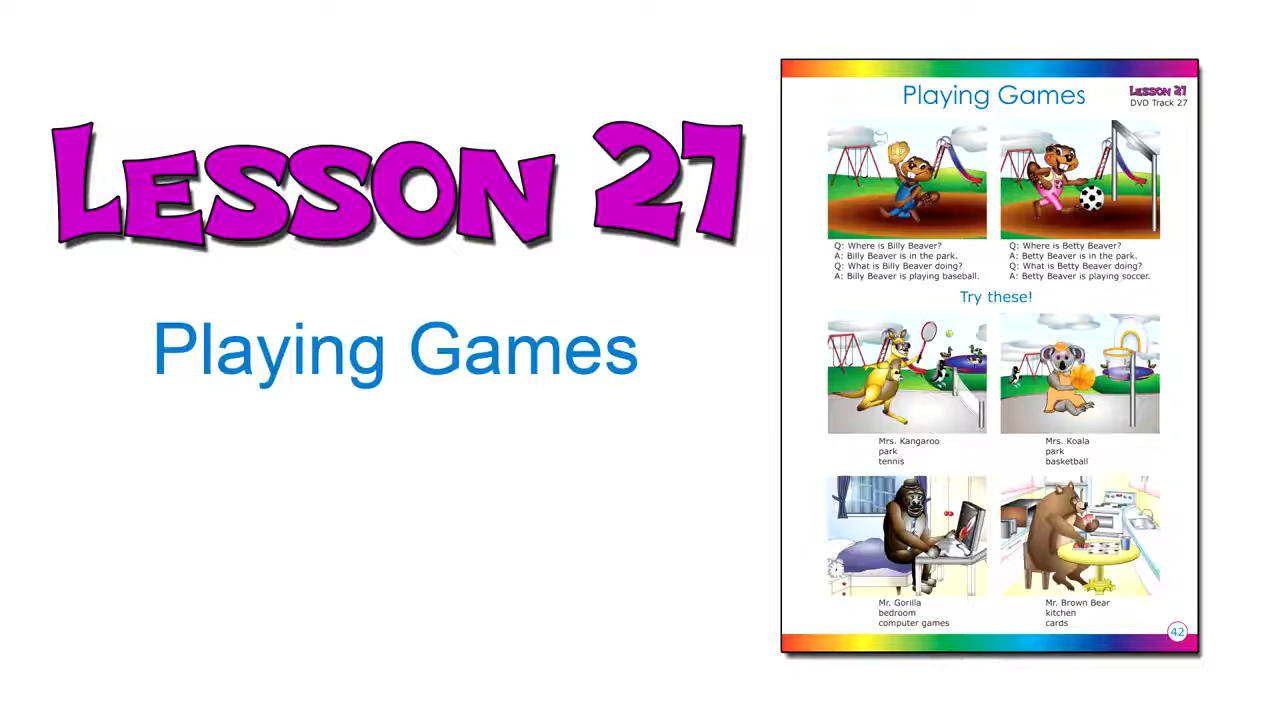 LESSON 27
Playing Games
Playing Games
LESSON 27
DVD Track 27
Q: Where is Billy Beaver?
A: Billy Beaver is in the park.
Q: What is Billy Beaver doing?
A: Billy Beaver is playing baseball.
Q: Where is Betty Beaver?
A: Betty Beaver is in the park.
Q: What is Betty Beaver doing?
A: Betty Beaver is playing soccer.
Try these!
Mrs. Kangaroo
park
tennis
Mrs. Koala
park
basketball
Mr. Gorilla
bedroom
computer games
Mr. Brown Bear
kitchen
cards
42